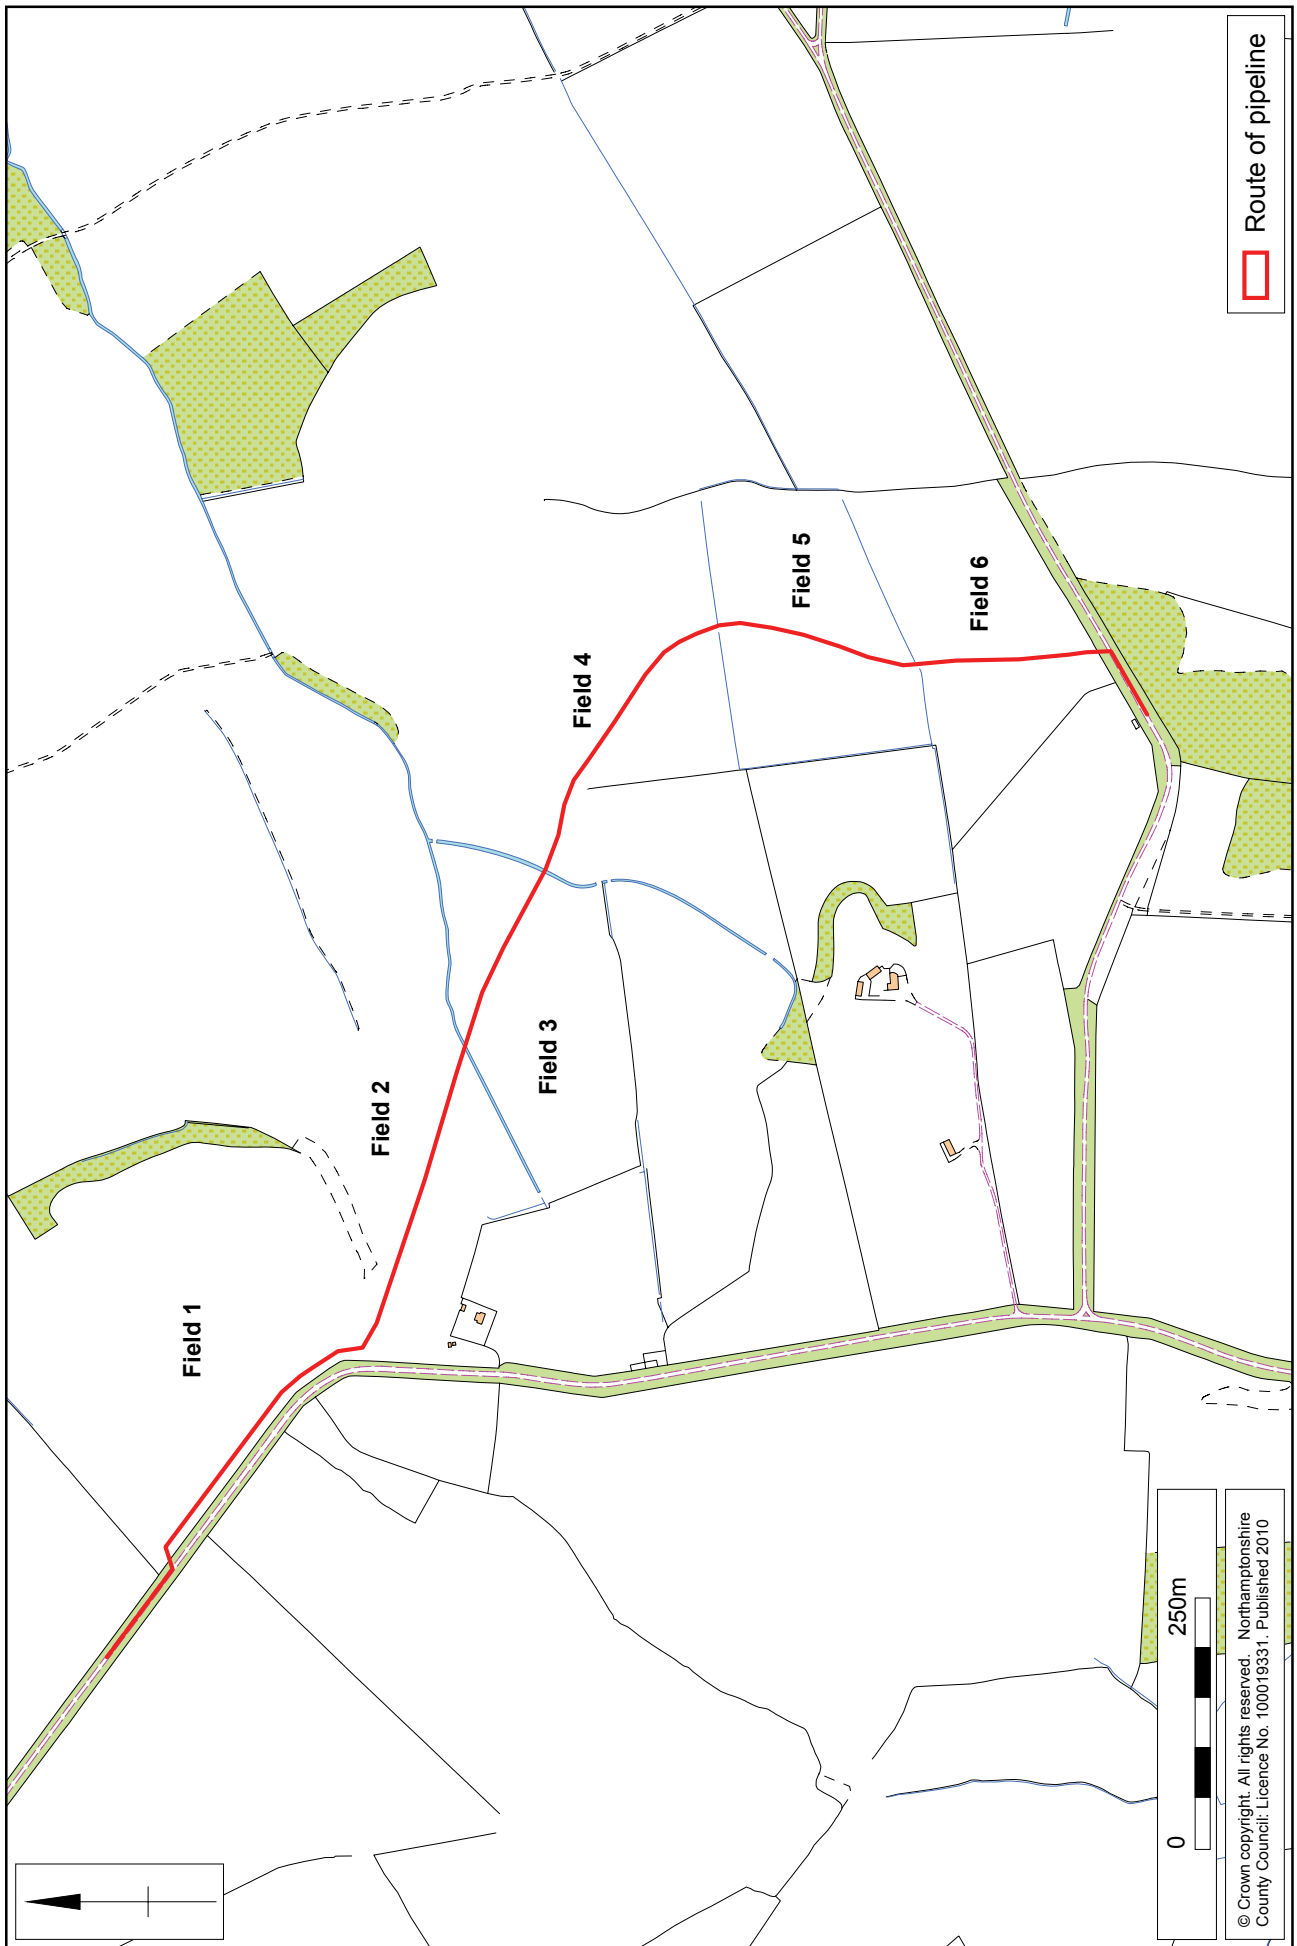 Field 1
Field 2
Field 3
Field 4
Field 5
Field 6
Route of pipeline
0 250m
© Crown copyright. All rights reserved. Northamptonshire
County Council: Licence No. 100019331. Published 2010